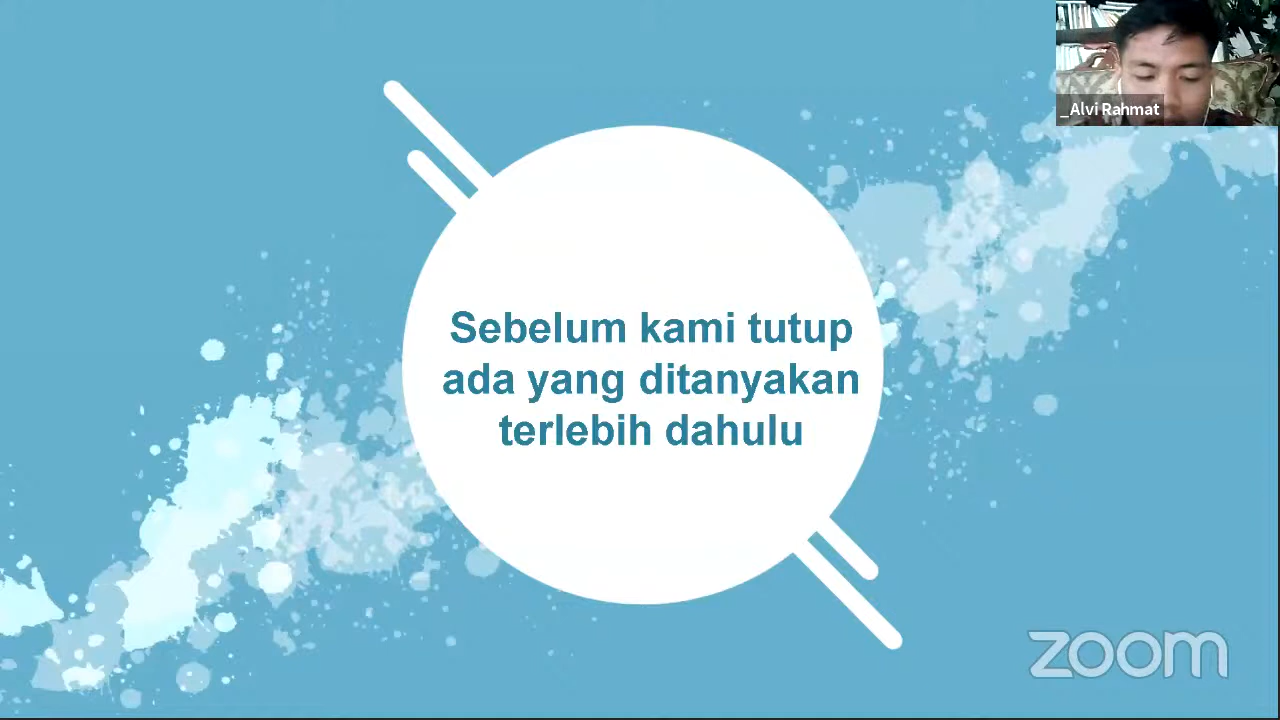 _Alvi Rahmat
Sebelum kami tutup
ada yang ditanyakan
terlebih dahulu
zoom